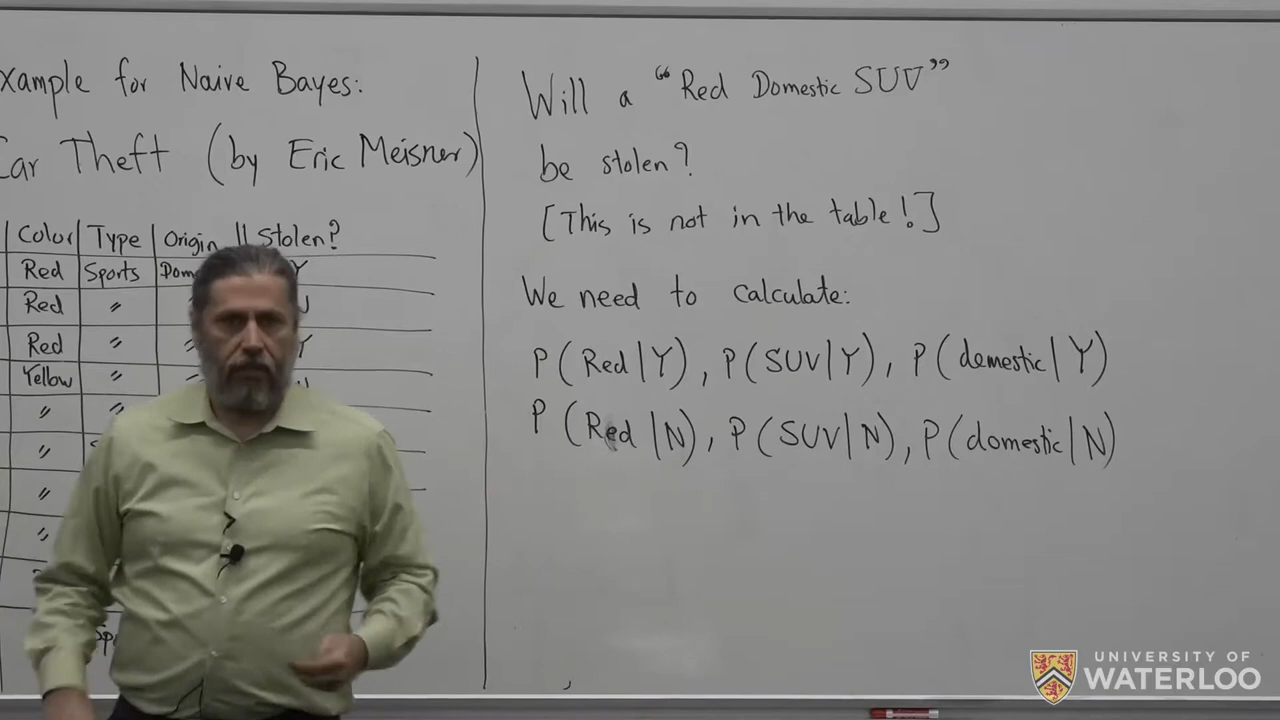 xample for Naive Bayes:
Car Theft (by Eric Meisner)
Color Type Origin Stolen?
Red Sports Dom Y
Red "
Red " Y
Yellow "
" "
"
"
"
Will a "Red Domestic SUV"
be stolen?
[This is not in the table!]
We need to calculate:
P(Red|Y), P(SUV|Y), P(demestic|Y)
P(Red|N), P(SUV|N), P(domestic|N)
UNIVERSITY OF
WATERLOO